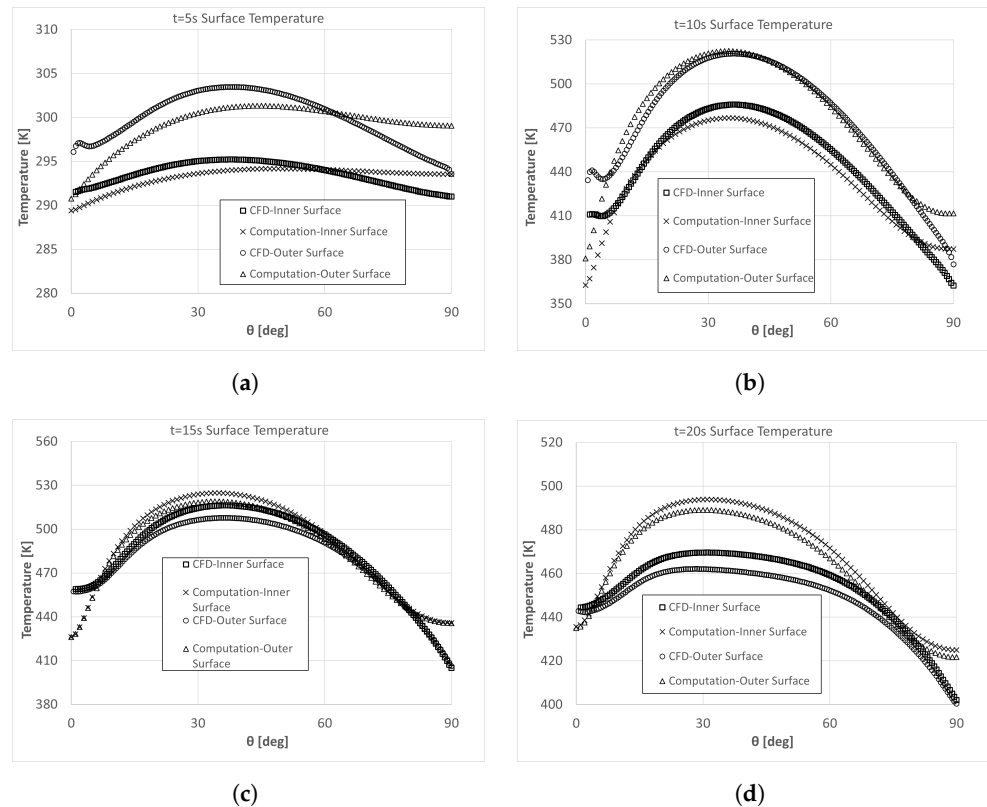 t=5s Surface Temperature
310
305
300
295
290
285
280
0
30
60
90
Temperature [K]
θ [deg]
CFD-Inner Surface
Computation-Inner Surface
CFD-Outer Surface
Computation-Outer Surface
(a)
t=10s Surface Temperature
530
500
470
440
410
380
350
0
30
60
90
Temperature [K]
θ [deg]
CFD-Inner Surface
Computation-Inner Surface
CFD-Outer Surface
Computation-Outer Surface
(b)
t=15s Surface Temperature
560
530
500
470
440
410
380
0
30
60
90
Temperature [K]
θ [deg]
CFD-Inner Surface
Computation-Inner
Surface
CFD-Outer Surface
Computation-Outer
Surface
(c)
t=20s Surface Temperature
520
500
480
460
440
420
400
0
30
60
90
Temperature [K]
θ [deg]
CFD-Inner Surface
Computation-Inner Surface
CFD-Outer Surface
Computation-Outer Surface
(d)